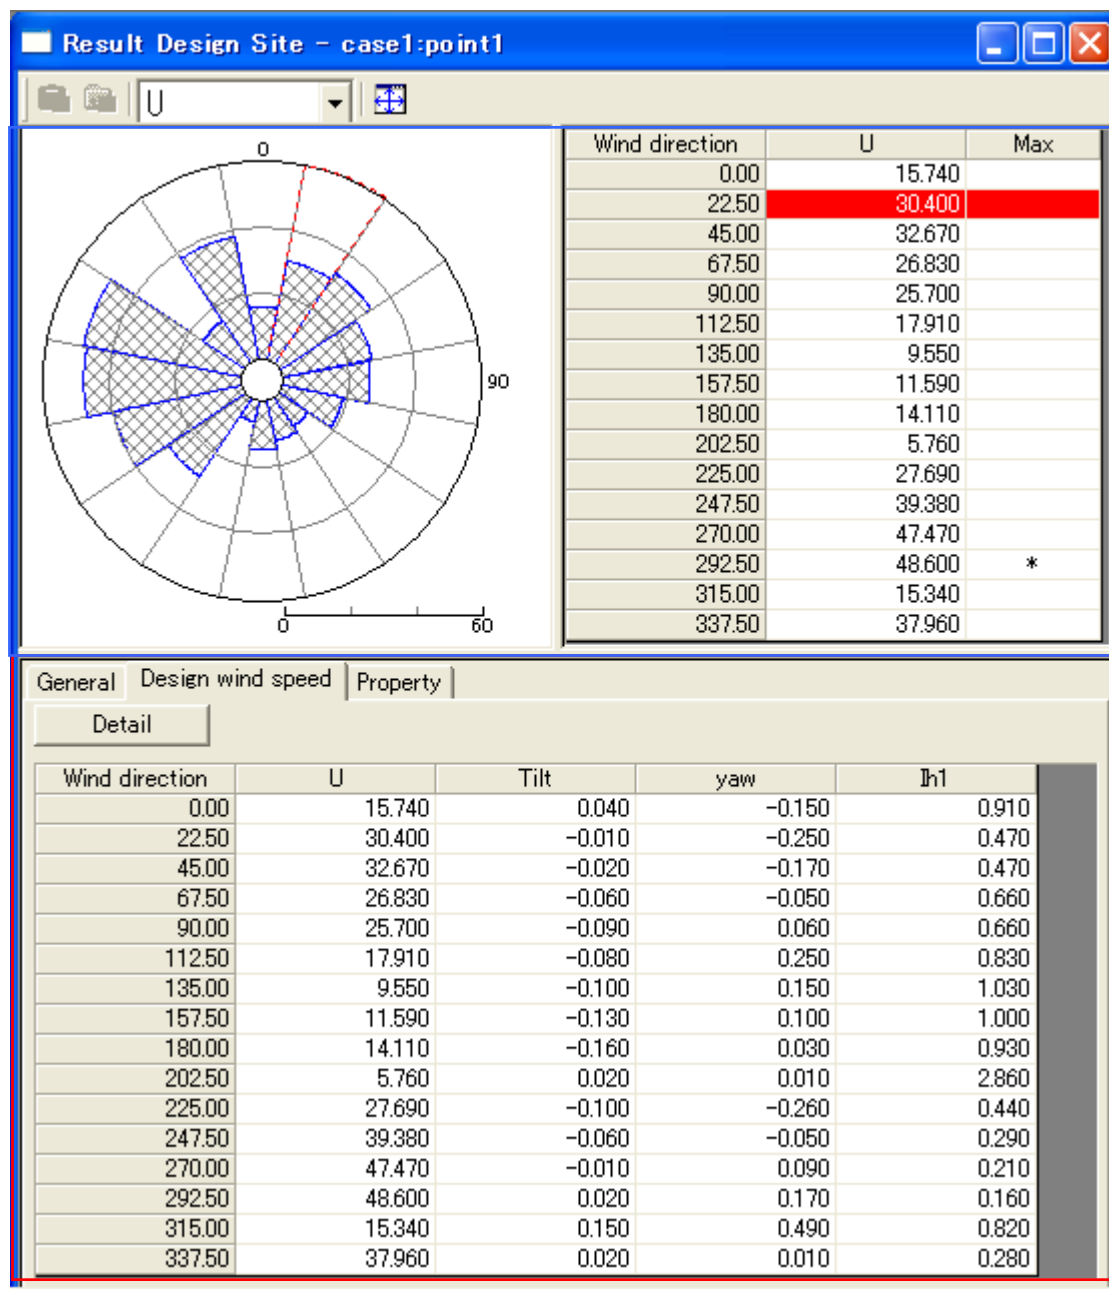 Result Design Site - case1:point1
U
0
90
0 60
Wind direction U Max
0.00 15.740
22.50 30.400
45.00 32.670
67.50 26.830
90.00 25.700
112.50 17.910
135.00 9.550
157.50 11.590
180.00 14.110
202.50 5.760
225.00 27.690
247.50 39.380
270.00 47.470
292.50 48.600 *
315.00 15.340
337.50 37.960
General Design wind speed Property
Detail
Wind direction U Tilt yaw Ih1
0.00 15.740 0.040 -0.150 0.910
22.50 30.400 -0.010 -0.250 0.470
45.00 32.670 -0.020 -0.170 0.470
67.50 26.830 -0.060 -0.050 0.660
90.00 25.700 -0.090 0.060 0.660
112.50 17.910 -0.080 0.250 0.830
135.00 9.550 -0.100 0.150 1.030
157.50 11.590 -0.130 0.100 1.000
180.00 14.110 -0.160 0.030 0.930
202.50 5.760 0.020 0.010 2.860
225.00 27.690 -0.100 -0.260 0.440
247.50 39.380 -0.060 -0.050 0.290
270.00 47.470 -0.010 0.090 0.210
292.50 48.600 0.020 0.170 0.160
315.00 15.340 0.150 0.490 0.820
337.50 37.960 0.020 0.010 0.280